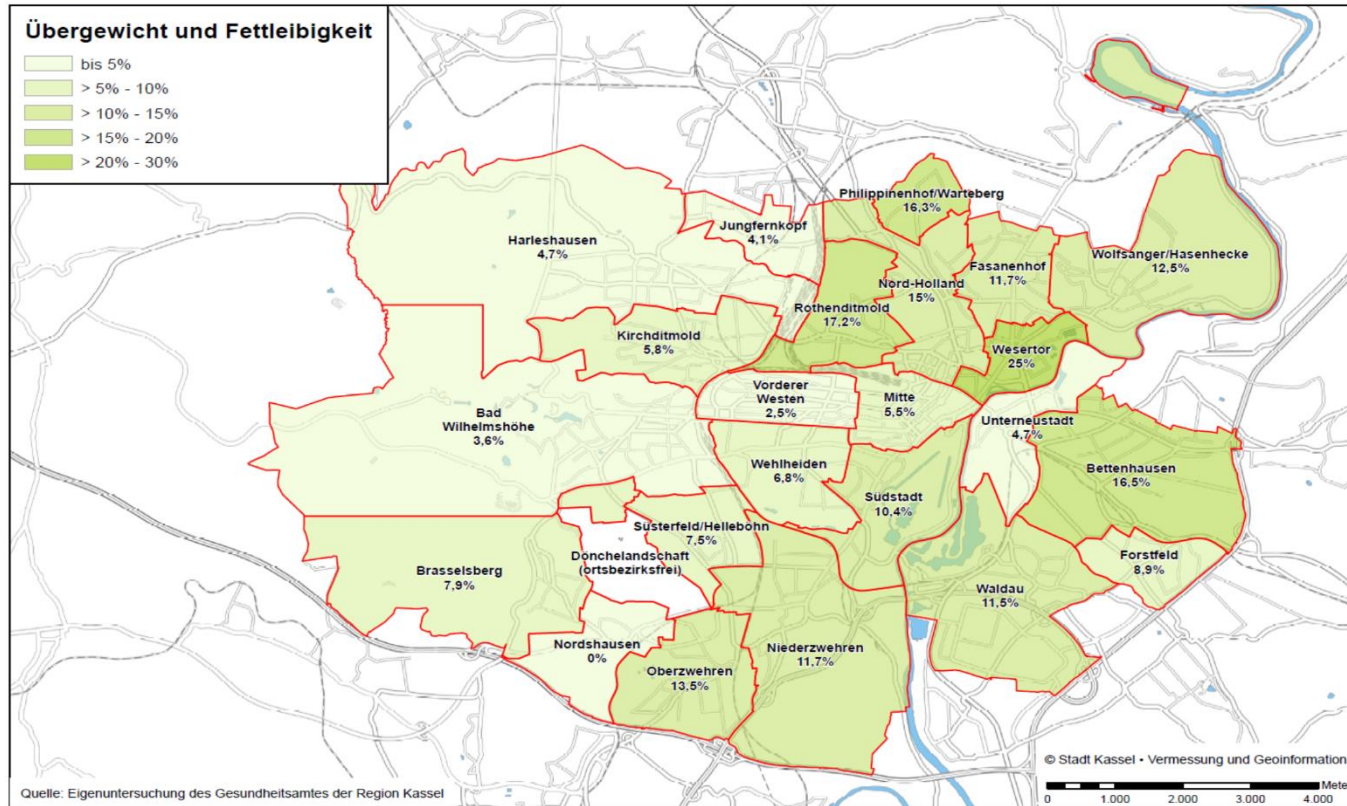 Übergewicht und Fettleibigkeit
bis 5%
> 5% - 10%
> 10% - 15%
> 15% - 20%
> 20% - 30%
Philippinenhof/Warteberg
16,3%
Jungfernkopf
4,1%
Harleshausen
4,7%
Wolfsanger/Hasenhecke
12,5%
Fasanenhof
11,7%
Nord-Holland
15%
Rothenditmold
17,2%
Kirchditmold
5,8%
Wesertor
25%
Vorderer
Westen
2,5%
Mitte
5,5%
Bad
Wilhelmshöhe
3,6%
Unterneustadt
4,7%
Wehlheiden
6,8%
Bettenhausen
16,5%
Südstadt
10,4%
Süsterfeld/Helleböhn
7,5%
Dönchelandschaft
(ortsbezirksfrei)
Forstfeld
8,9%
Brasselsberg
7,9%
Waldau
11,5%
Nordshausen
0%
Niederzwehren
11,7%
Oberzwehren
13,5%
© Stadt Kassel • Vermessung und Geoinformation
Mete
0 1.000 2.000 3.000 4.000
Quelle: Eigenuntersuchung des Gesundheitsamtes der Region Kassel